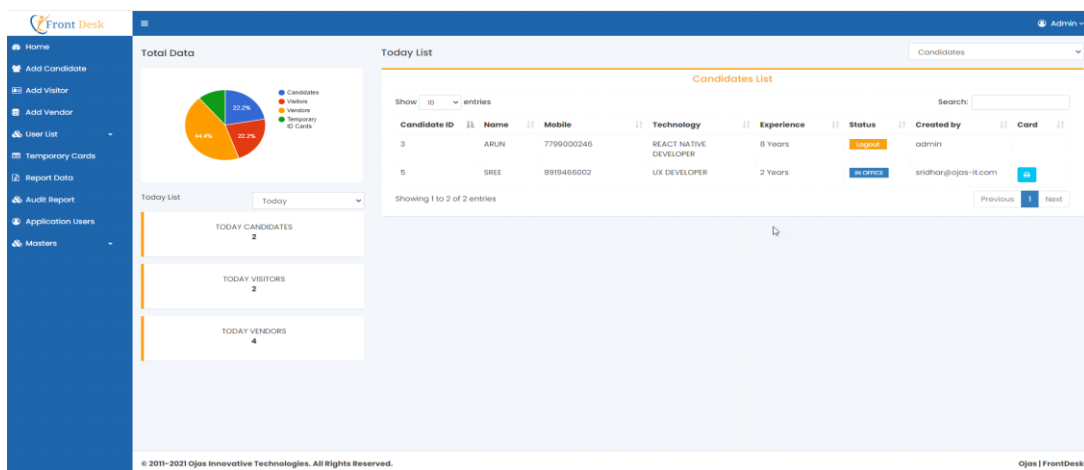 Front Desk
Admin
Home
Add Candidate
Add Visitor
Add Vendor
User List
Temporary Cards
Report Data
Audit Report
Application Users
Masters
Total Data
Candidates
Visitors
Vendors
Temporary
ID Cards
22.2%
22.2%
44.4%
Today List
Today
TODAY CANDIDATES
2
TODAY VISITORS
2
TODAY VENDORS
4
Today List
Candidates
Candidates List
Show 10 entries
Search:
Candidate ID Name Mobile Technology Experience Status Created by Card
3 ARUN 7799000246 REACT NATIVE DEVELOPER 8 Years Logout admin
5 SREE 8919466002 UX DEVELOPER 2 Years IN OFFICE sridhar@ojas-it.com
Showing 1 to 2 of 2 entries
Previous 1 Next
© 2011-2021 Ojas Innovative Technologies. All Rights Reserved.
Ojas | FrontDesk